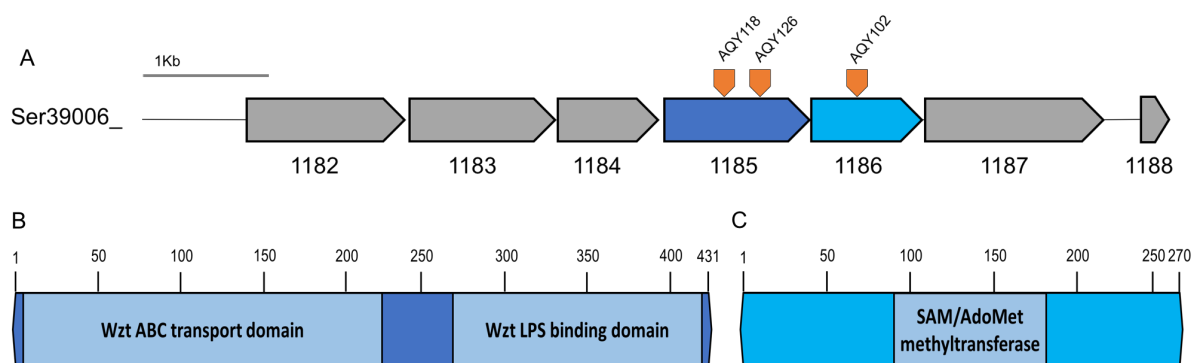 A
1Kb
AQY118
AQY126
AQY102
Ser39006_
1182
1183
1184
1185
1186
1187
1188
B
1 50 100 150 200 250 300 350 400 431
Wzt ABC transport domain
Wzt LPS binding domain
C
1 50 100 150 200 250 270
SAM/AdoMet
methyltransferase